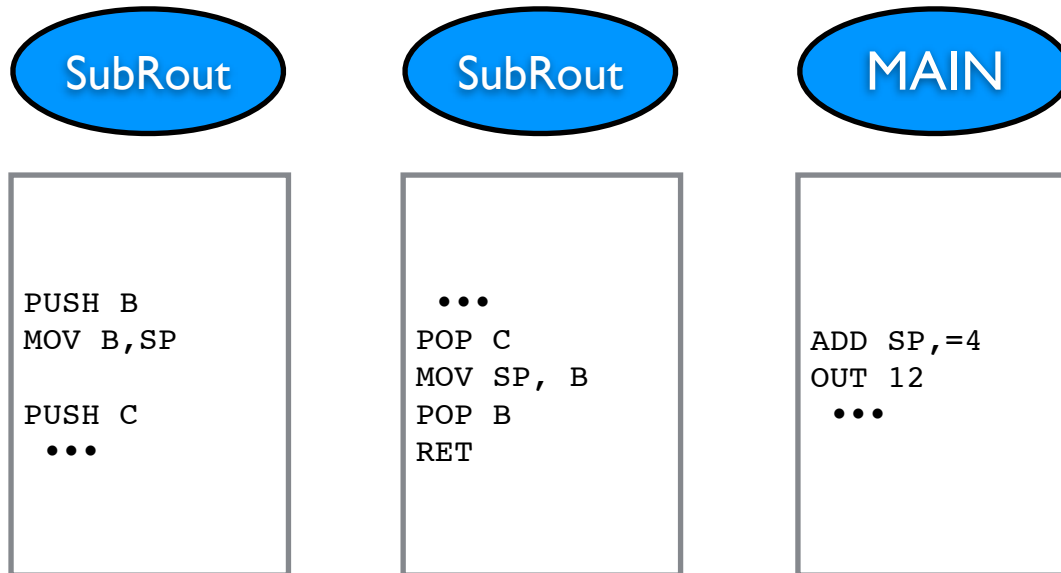 SubRout
PUSH B
MOV B,SP
PUSH C
•••
SubRout
•••
POP C
MOV SP, B
POP B
RET
MAIN
ADD SP,=4
OUT 12
•••